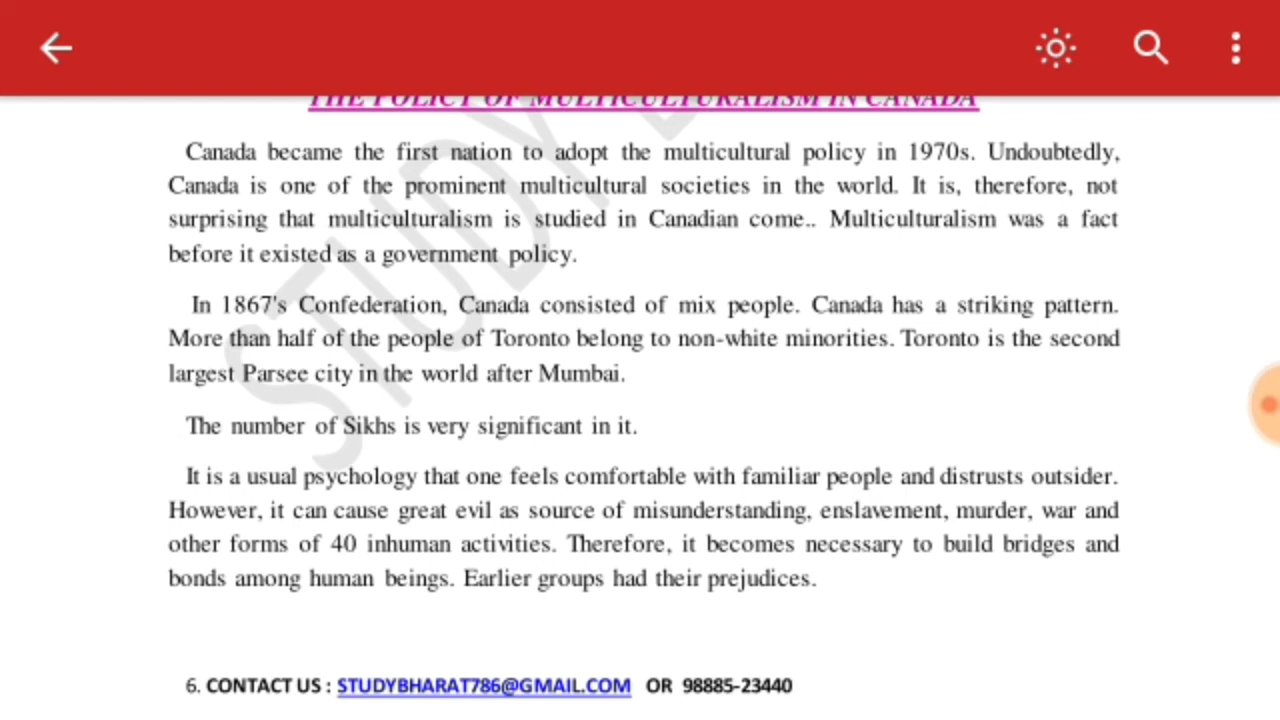 THE POLICY OF MULTICULTURALISM IN CANADA
Canada became the first nation to adopt the multicultural policy in 1970s. Undoubtedly,
Canada is one of the prominent multicultural societies in the world. It is, therefore, not
surprising that multiculturalism is studied in Canadian come.. Multiculturalism was a fact
before it existed as a government policy.
In 1867's Confederation, Canada consisted of mix people. Canada has a striking pattern.
More than half of the people of Toronto belong to non-white minorities. Toronto is the second
largest Parsee city in the world after Mumbai.
The number of Sikhs is very significant in it.
It is a usual psychology that one feels comfortable with familiar people and distrusts outsider.
However, it can cause great evil as source of misunderstanding, enslavement, murder, war and
other forms of 40 inhuman activities. Therefore, it becomes necessary to build bridges and
bonds among human beings. Earlier groups had their prejudices.
6. CONTACT US : STUDYBHARAT786@GMAIL.COM OR 98885-23440
STUDY